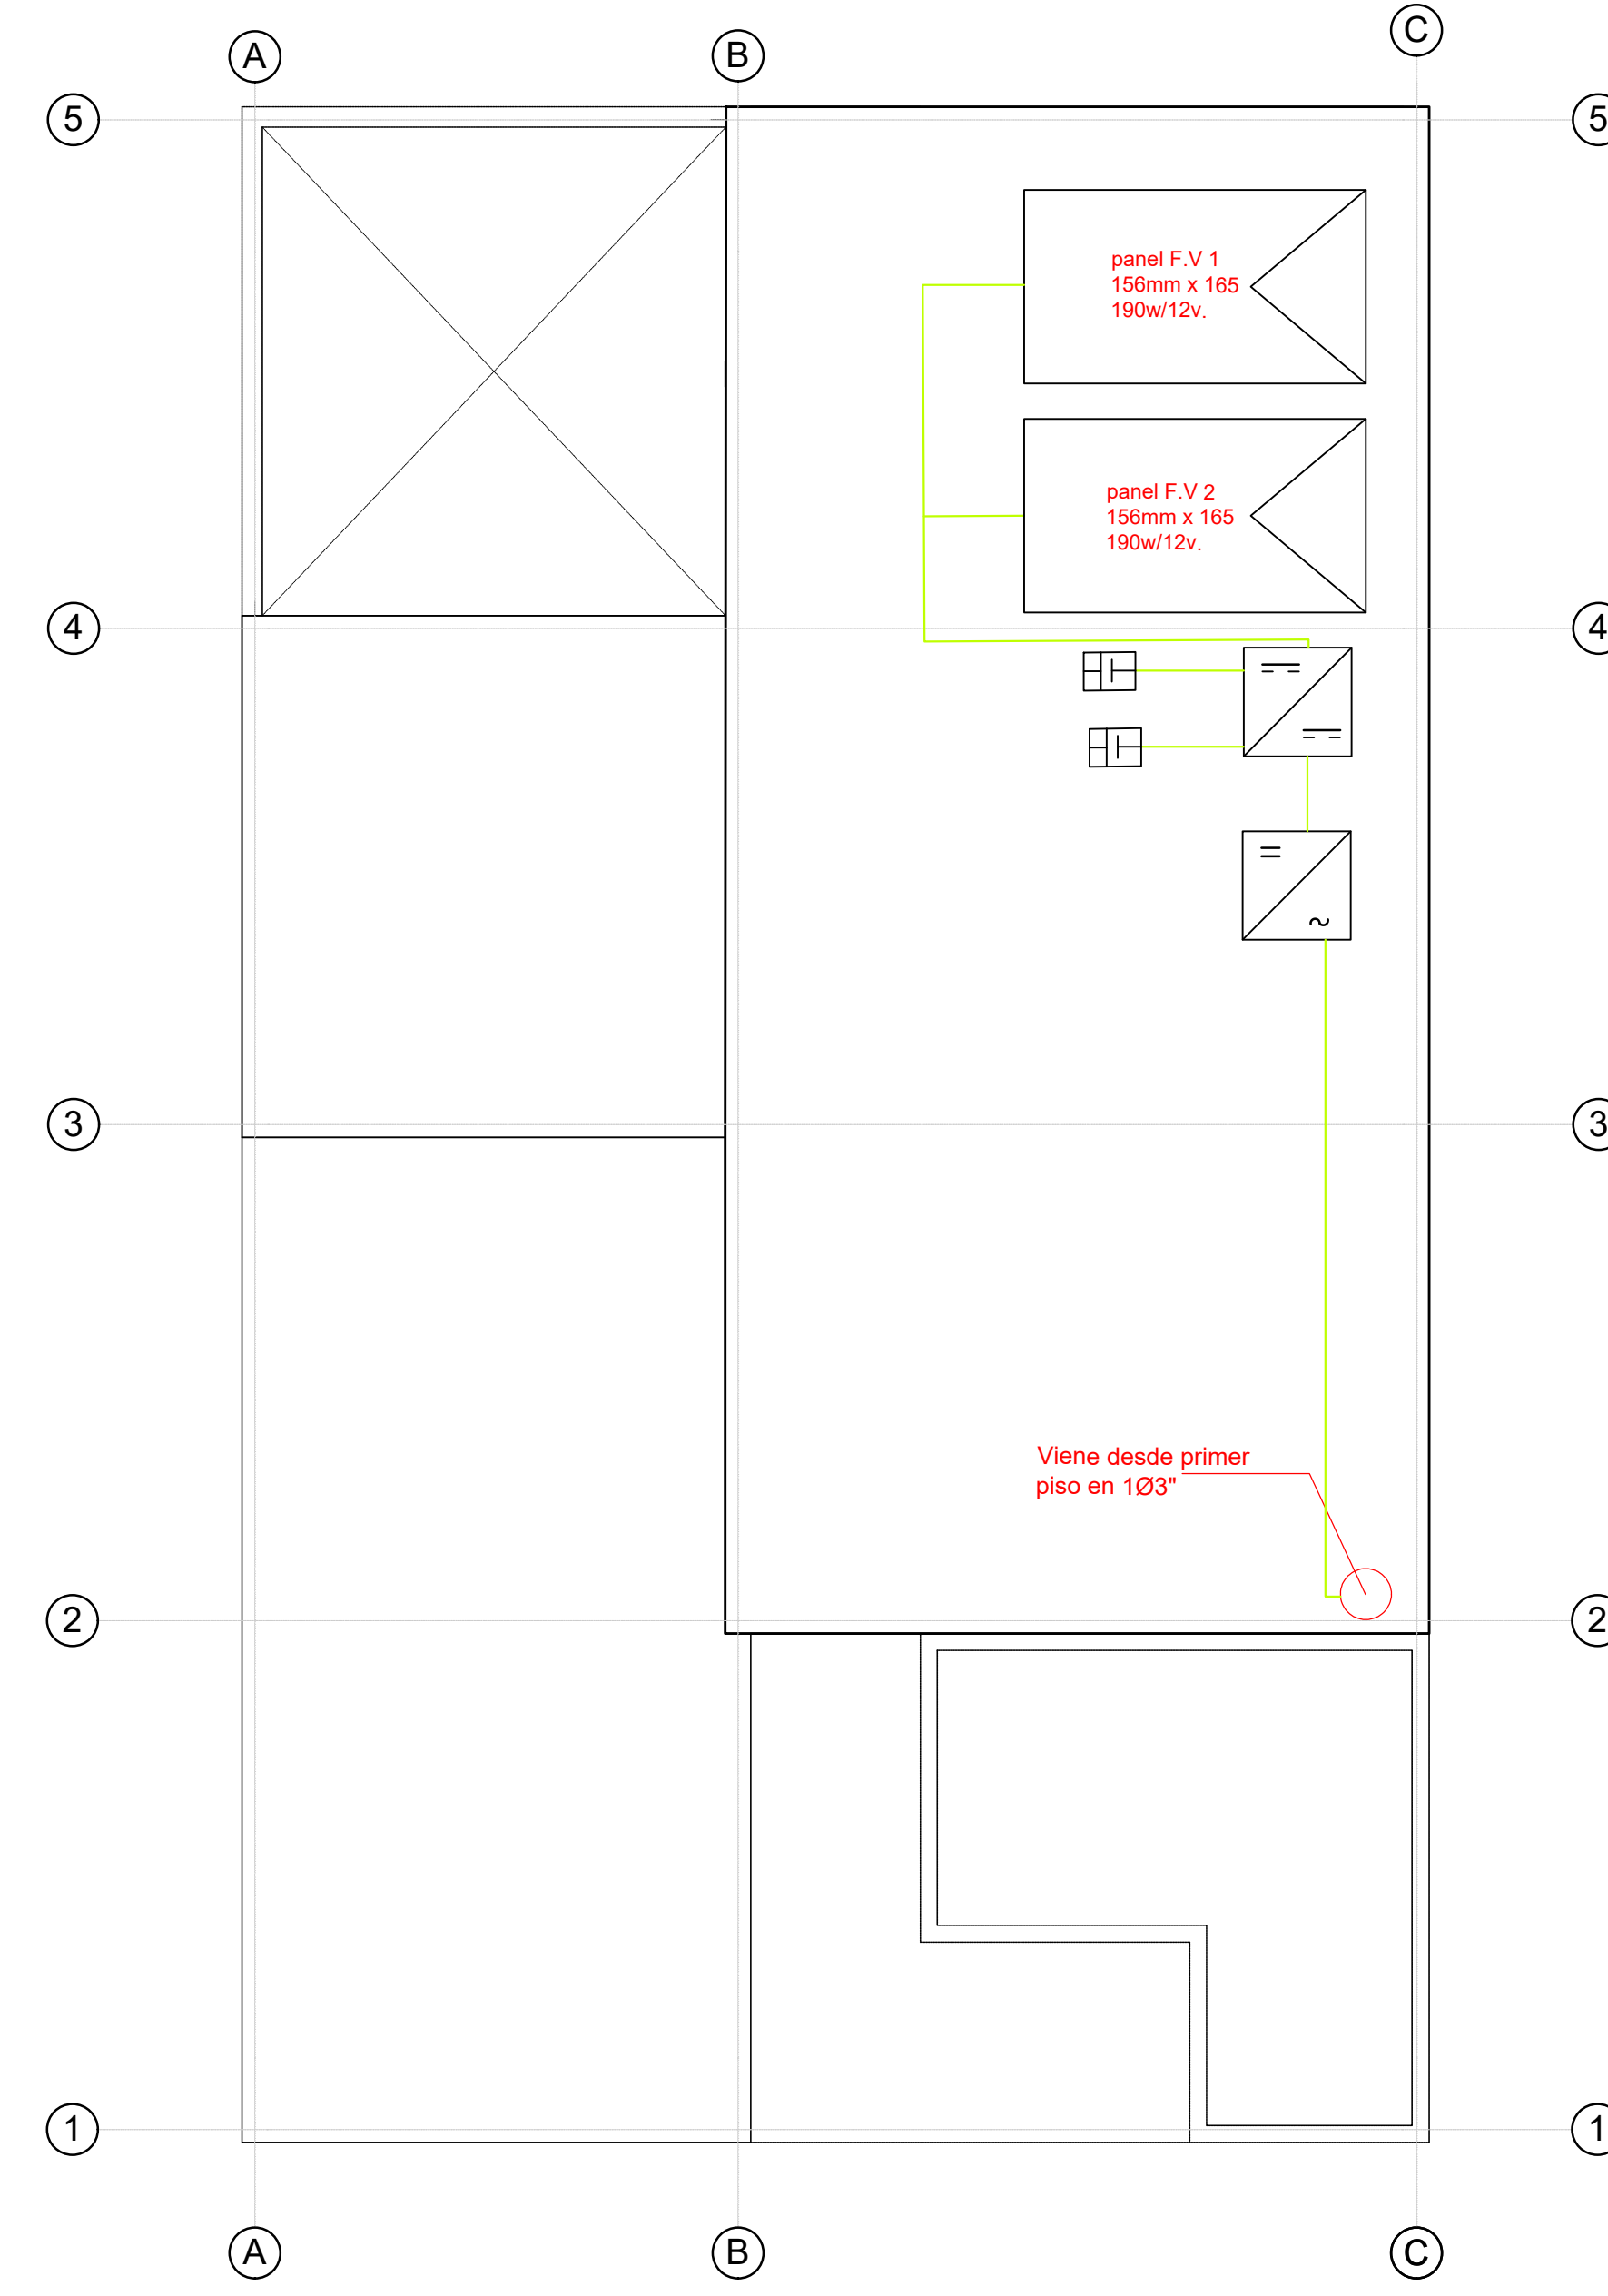 A
B
C
5
5
panel F.V 1
156mm x 165
190w/12v.
panel F.V 2
156mm x 165
190w/12v.
4
4
3
3
Viene desde primer
piso en 1Ø3"
2
2
1
1
A
B
C